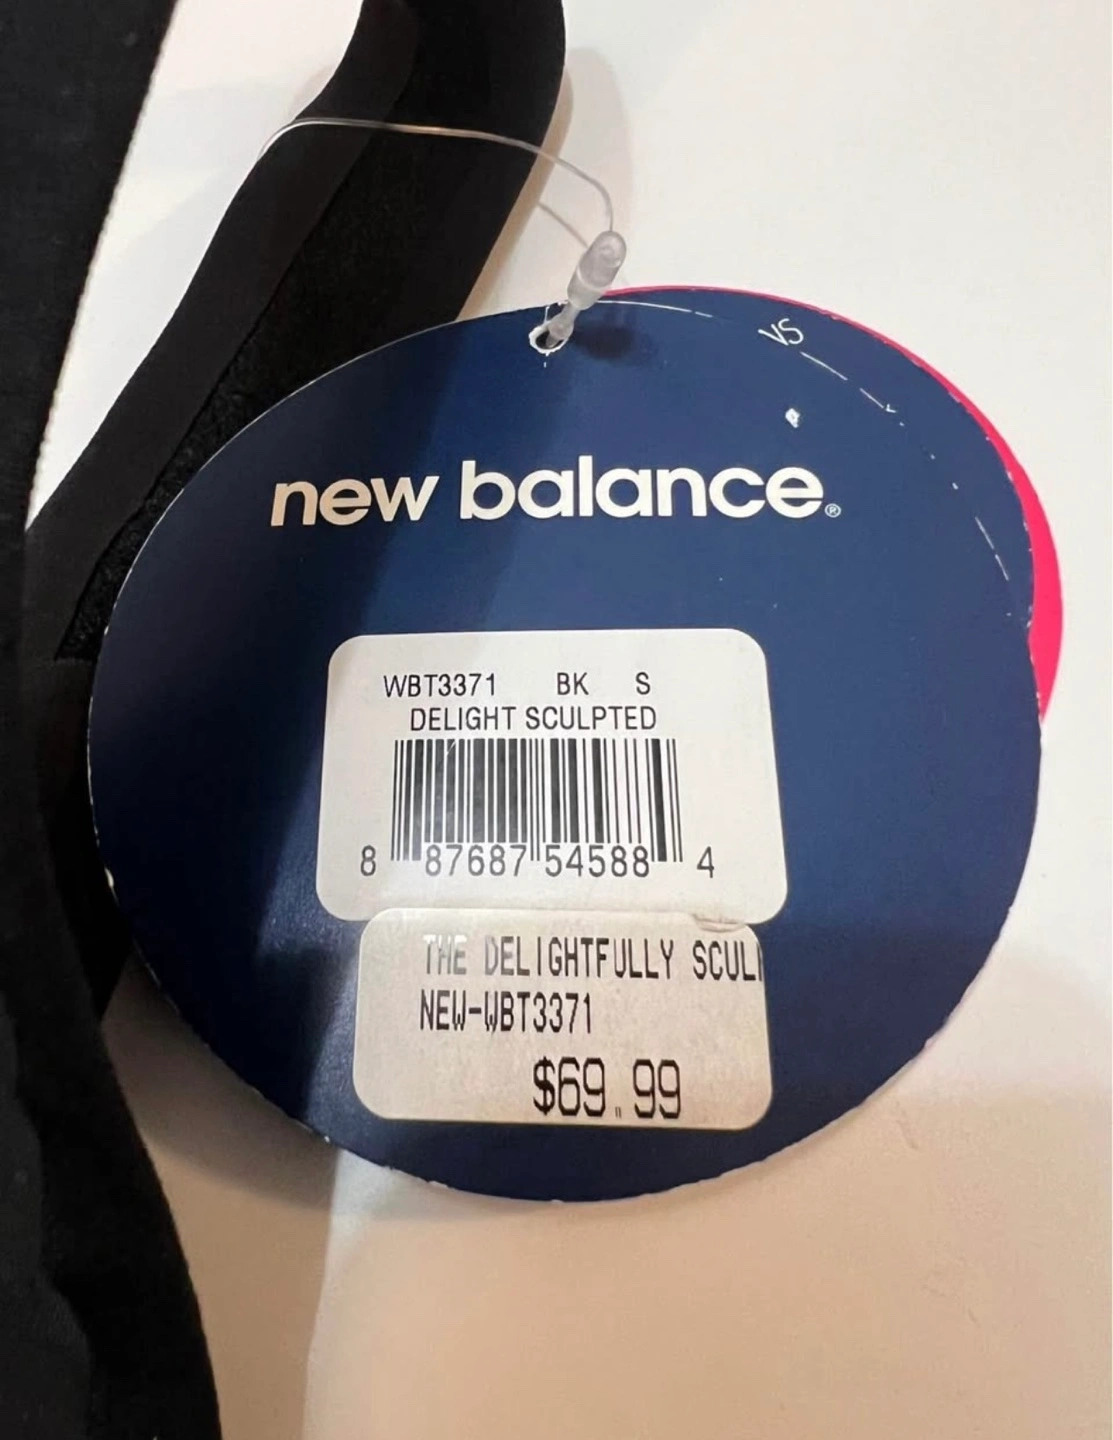 VS
new balance®
WBT3371 BK S
DELIGHT SCULPTED
8 87687 54588 4
THE DELIGHTFULLY SCUL
NEW-WBT3371
$69.99